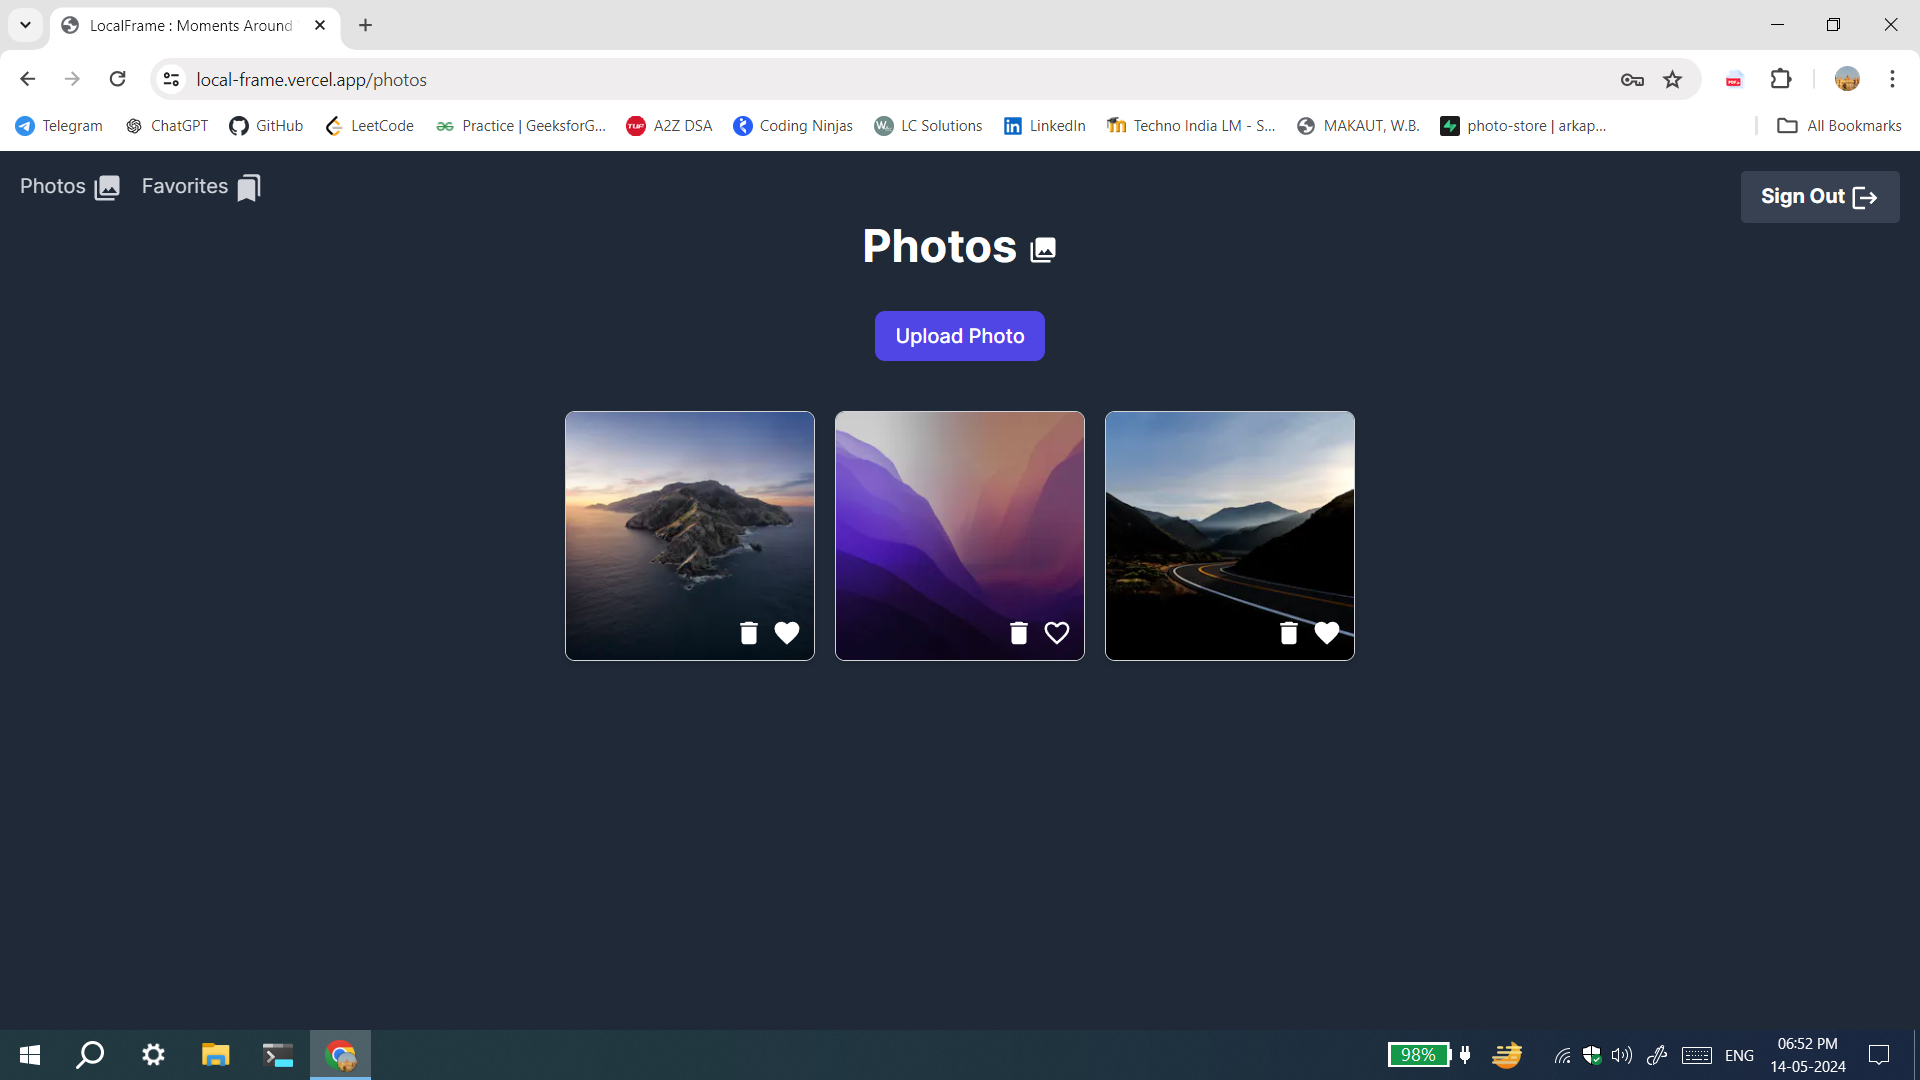 LocalFrame : Moments Around
local-frame.vercel.app/photos
Telegram ChatGPT GitHub LeetCode Practice | GeeksforG... A2Z DSA Coding Ninjas LC Solutions LinkedIn Techno India LM - S... MAKAUT, W.B. photo-store | arkap... All Bookmarks
Photos Favorites Sign Out
Photos
Upload Photo
98% ENG 06:52 PM
14-05-2024